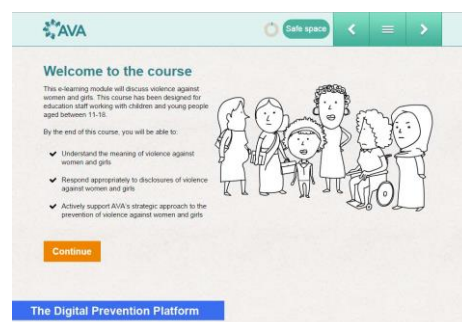 AVA
Safe space
Welcome to the course
This e-learning module will discuss violence against
women and girls. This course has been designed for
education staff working with children and young people
aged between 11-18.
By the end of this course, you will be able to:
Understand the meaning of violence against
women and girls
Respond appropriately to disclosures of violence
against women and girls
Actively support AVA's strategic approach to the
prevention of violence against women and girls
Continue
The Digital Prevention Platform